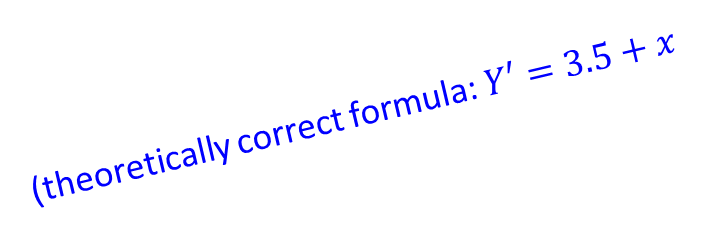 (theoretically correct formula: Y′ = 3.5 + x